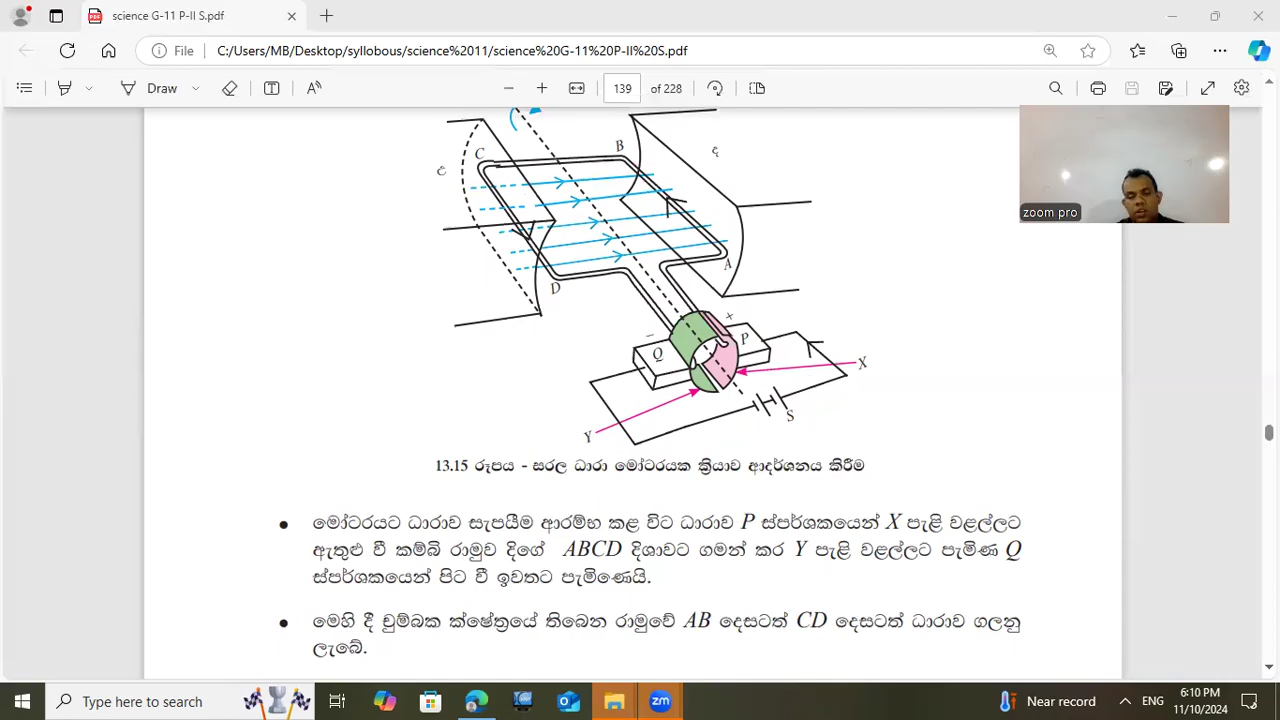 science G-11 P-II S.pdf
File
C:/Users/MB/Desktop/syllobous/science%2011/science%20G-11%20P-II%20S.pdf
Draw
139
of 228
zoom pro
උ
ද
C
B
A
D
Q
−
+
P
X
S
Y
13.15 රූපය - සරල ධාරා මෝටරයක ක්‍රියාව ආදර්ශනය කිරීම
• මෝටරයට ධාරාව සැපයීම ආරම්භ කළ විට ධාරාව P ස්පර්ශකයෙන් X පැළි වළල්ලට
ඇතුළු වී කම්බි රාමුව දිගේ ABCD දිශාවට ගමන් කර Y පැළි වළල්ලට පැමිණ Q
ස්පර්ශකයෙන් පිට වී ඉවතට පැමිණෙයි.
• මෙහි දී චුම්බක ක්ෂේත්‍රයේ තිබෙන රාමුවේ AB දෙසටත් CD දෙසටත් ධාරාව ගලනු
ලැබේ.
Type here to search
Near record
ENG
6:10 PM
11/10/2024